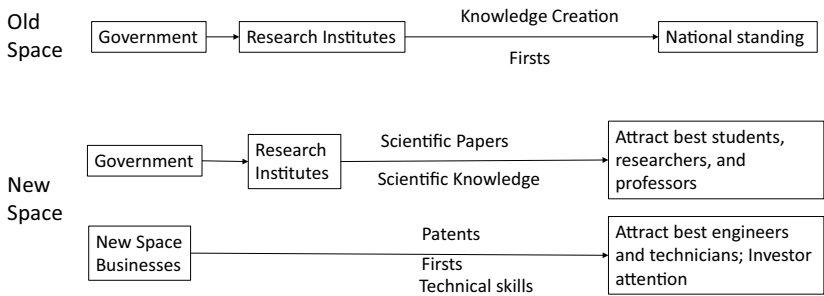 Old
Space
Government
Research Institutes
Knowledge Creation
Firsts
National standing
New
Space
Government
Research
Institutes
Scientific Papers
Scientific Knowledge
Attract best students,
researchers, and
professors
New Space
Businesses
Patents
Firsts
Technical skills
Attract best engineers
and technicians; Investor
attention